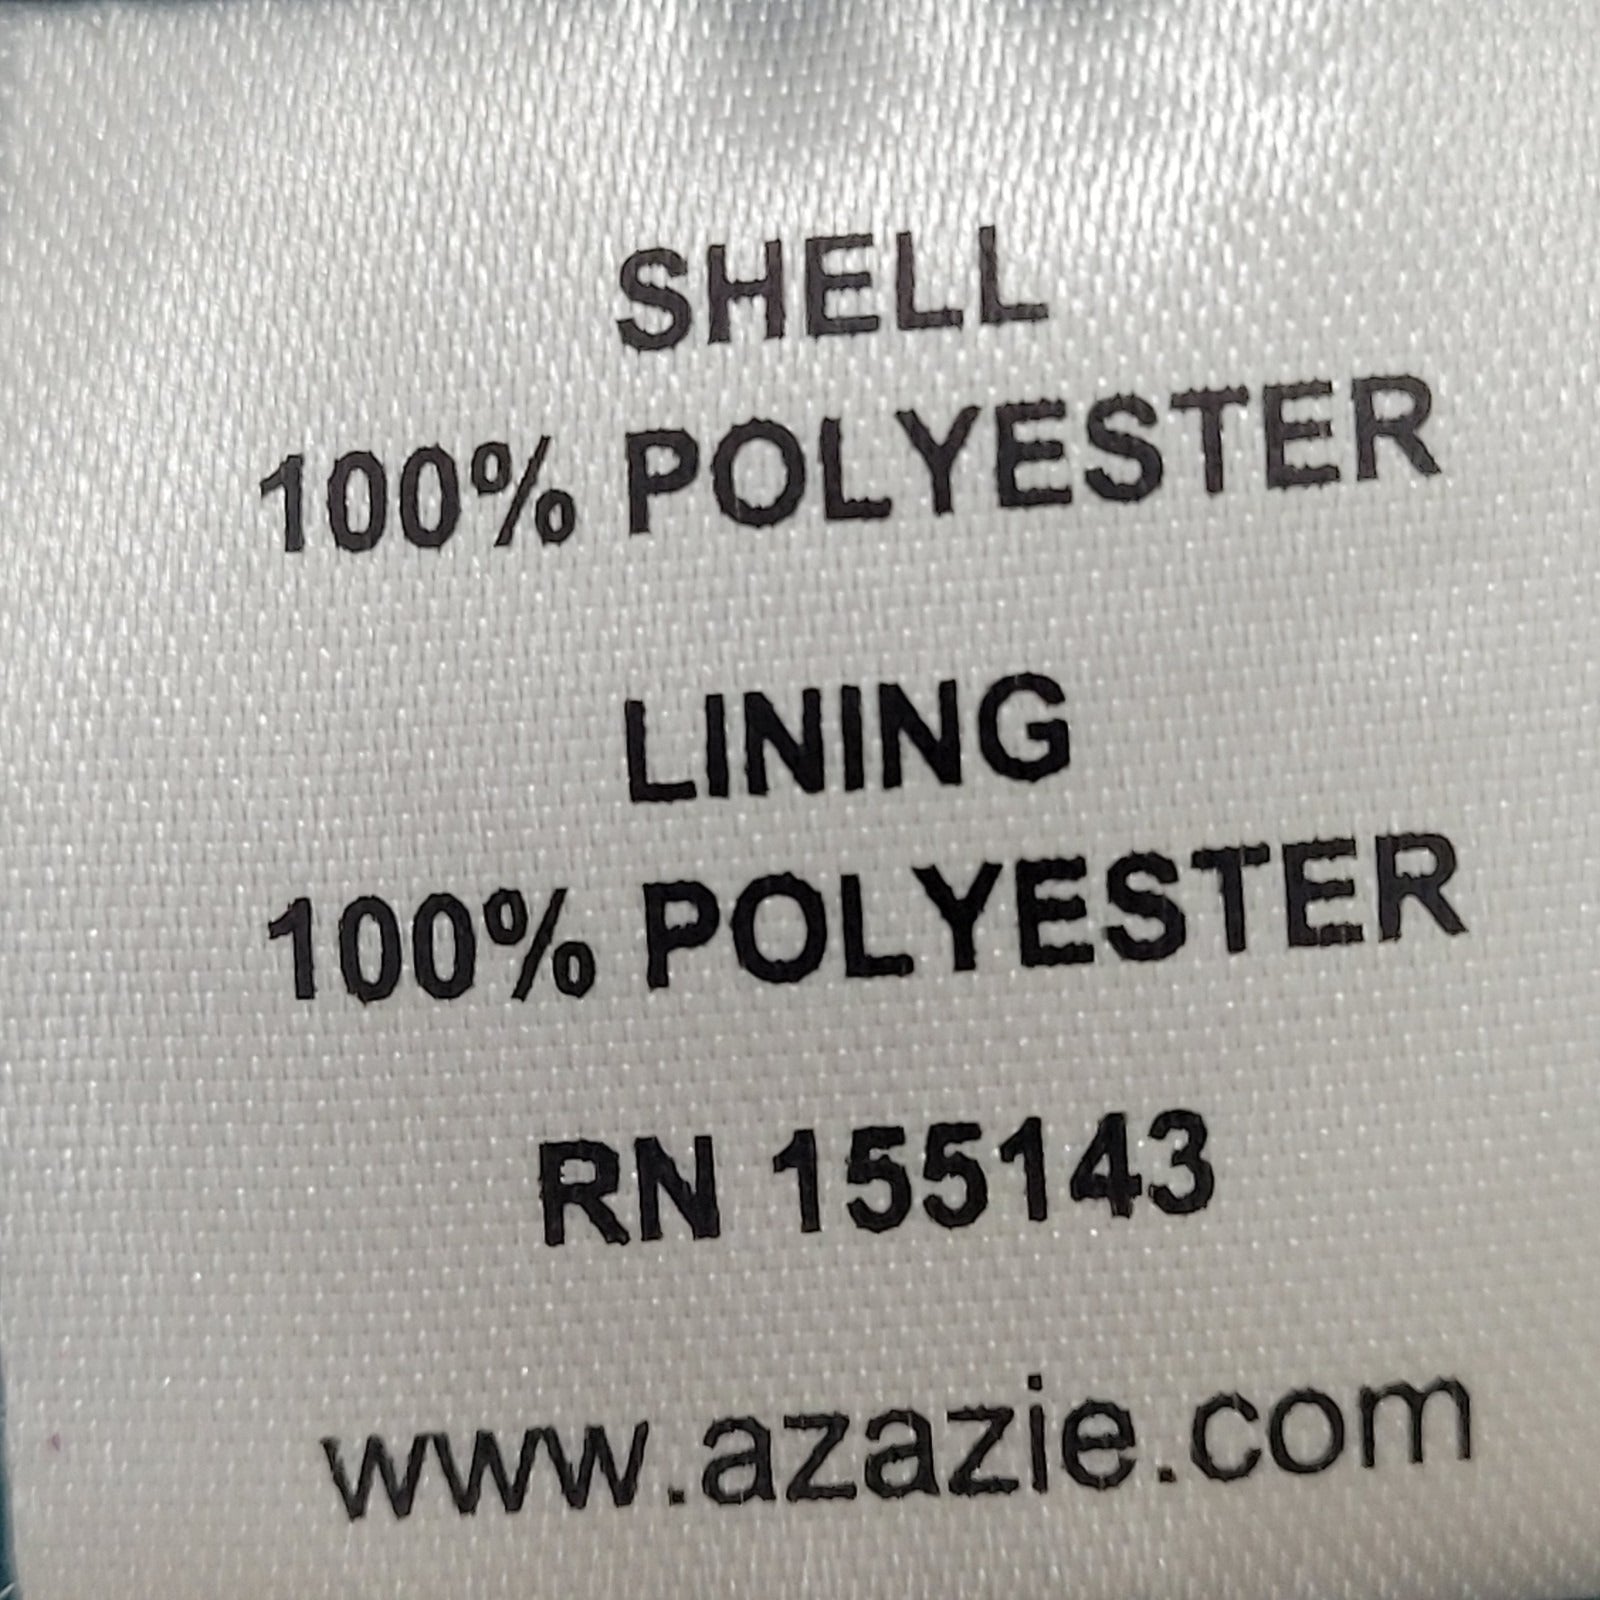 SHELL
100% POLYESTER
LINING
100% POLYESTER
RN 155143
www.azazie.com